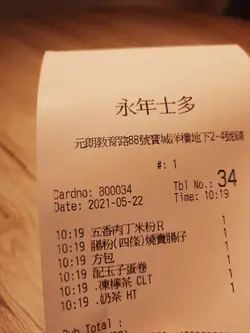 永年士多
元朗教育路88號寶城洋樓地下2-4號舖
#: 1
Cardno: 800034 Tbl No.: 34
Date: 2021-05-22 Time: 10:19
10:19 五香肉丁米粉R 1
10:19 腸粉(四條)燒賣腸仔 1
10:19 方包 1
10:19 配玉子蛋卷 1
10:19 .凍檸茶 CLT 1
10:19 .奶茶 HT 1
Sub Total :